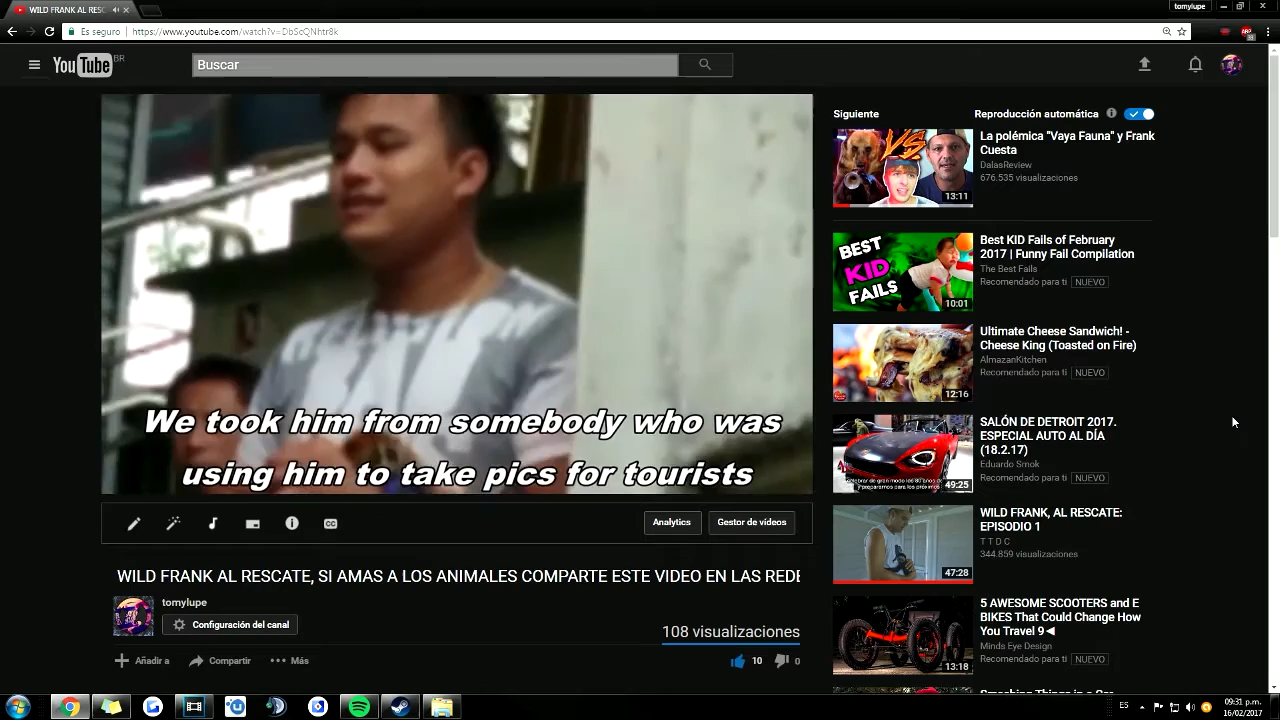 WILD FRANK AL RESC
tomylupe
Es seguro
https://www.youtube.com/watch?v=DbScQNhtr8k
YouTube BR
Buscar
We took him from somebody who was
using him to take pics for tourists
Analytics
Gestor de vídeos
WILD FRANK AL RESCATE, SI AMAS A LOS ANIMALES COMPARTE ESTE VIDEO EN LAS REDE
tomylupe
Configuración del canal
108 visualizaciones
Añadir a
Compartir
Más
10
0
Siguiente
Reproducción automática
VS
13:11
La polémica "Vaya Fauna" y Frank
Cuesta
DalasReview
676.535 visualizaciones
BEST
KID
FAILS
10:01
Best KID Fails of February
2017 | Funny Fail Compilation
The Best Fails
Recomendado para ti NUEVO
12:16
Ultimate Cheese Sandwich! -
Cheese King (Toasted on Fire)
AlmazanKitchen
Recomendado para ti NUEVO
49:25
SALÓN DE DETROIT 2017.
ESPECIAL AUTO AL DÍA
(18.2.17)
Eduardo Smok
Recomendado para ti NUEVO
47:28
WILD FRANK, AL RESCATE:
EPISODIO 1
T T D C
344.859 visualizaciones
13:18
5 AWESOME SCOOTERS and E
BIKES That Could Change How
You Travel 9◄
Minds Eye Design
Recomendado para ti NUEVO
ES
09:31 p.m.
16/02/2017